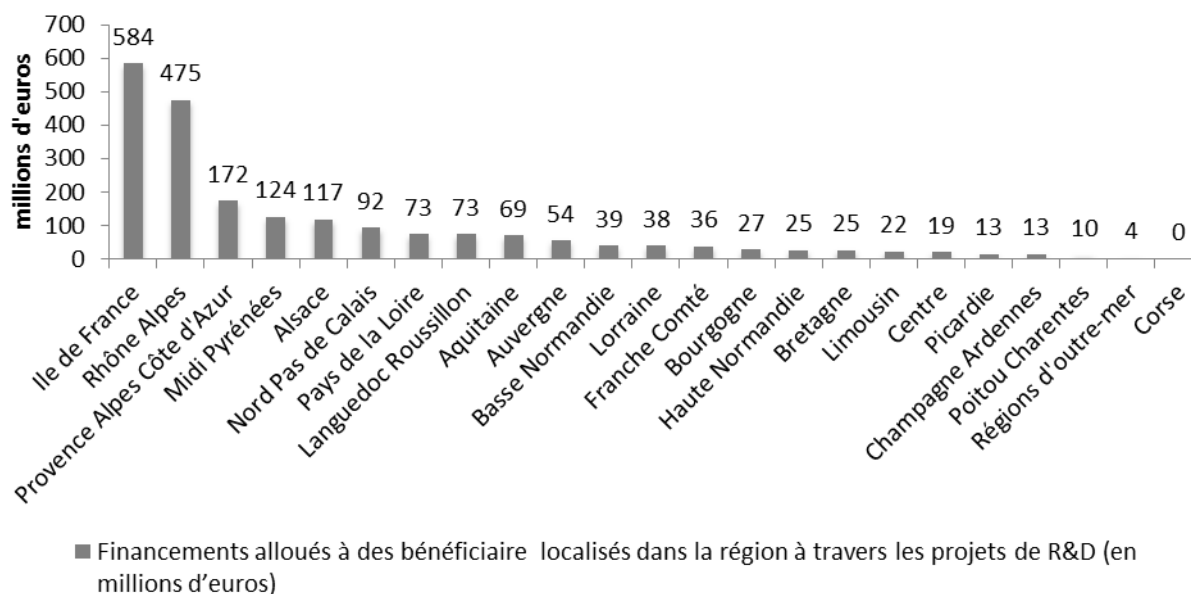 millions d'euros
700
600
500
400
300
200
100
0
584
475
172
124
117
92
73
73
69
54
39
38
36
27
25
25
22
19
13
13
10
4
0
Ile de France
Rhône Alpes
Provence Alpes Côte d'Azur
Midi Pyrénées
Alsace
Nord Pas de Calais
Pays de la Loire
Languedoc Roussillon
Aquitaine
Auvergne
Basse Normandie
Lorraine
Franche Comté
Bourgogne
Haute Normandie
Bretagne
Limousin
Centre
Picardie
Champagne Ardennes
Poitou Charentes
Régions d'outre-mer
Corse
Financements alloués à des bénéficiaire localisés dans la région à travers les projets de R&D (en
millions d’euros)